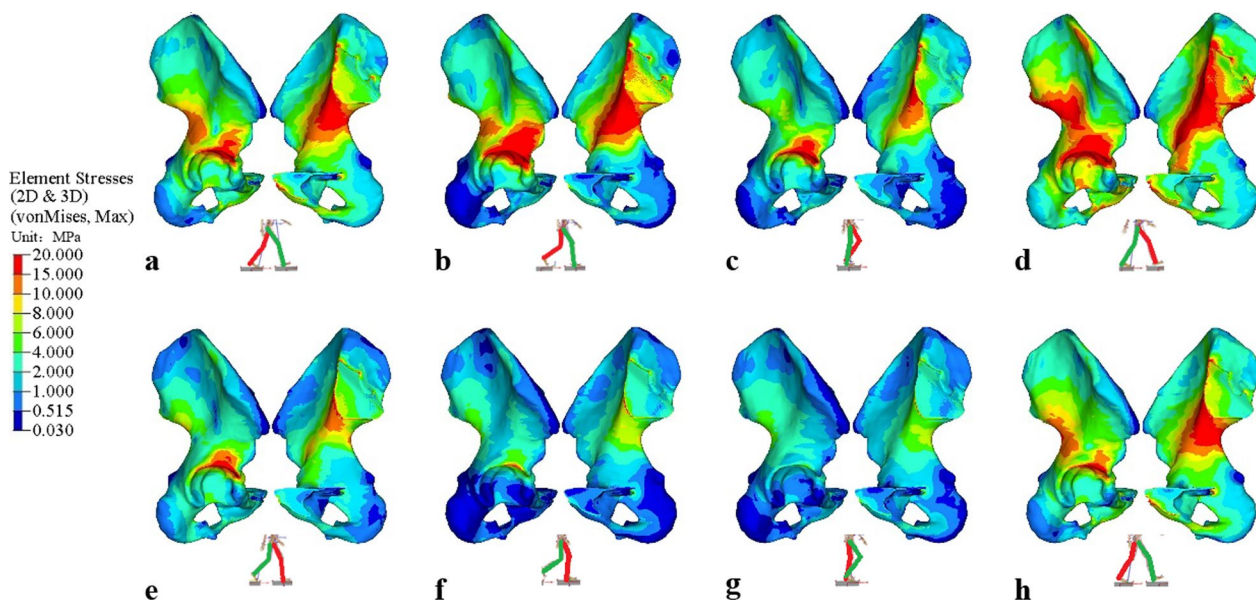 Element Stresses
(2D & 3D)
(vonMises, Max)
Unit： MPa
20.000
15.000
10.000
8.000
6.000
4.000
2.000
1.000
0.515
0.030
a b c d
e f g h